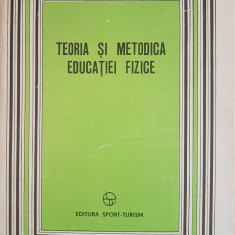 TEORIA ȘI METODICA
EDUCAȚIEI FIZICE
EDITURA SPORT-TURISM